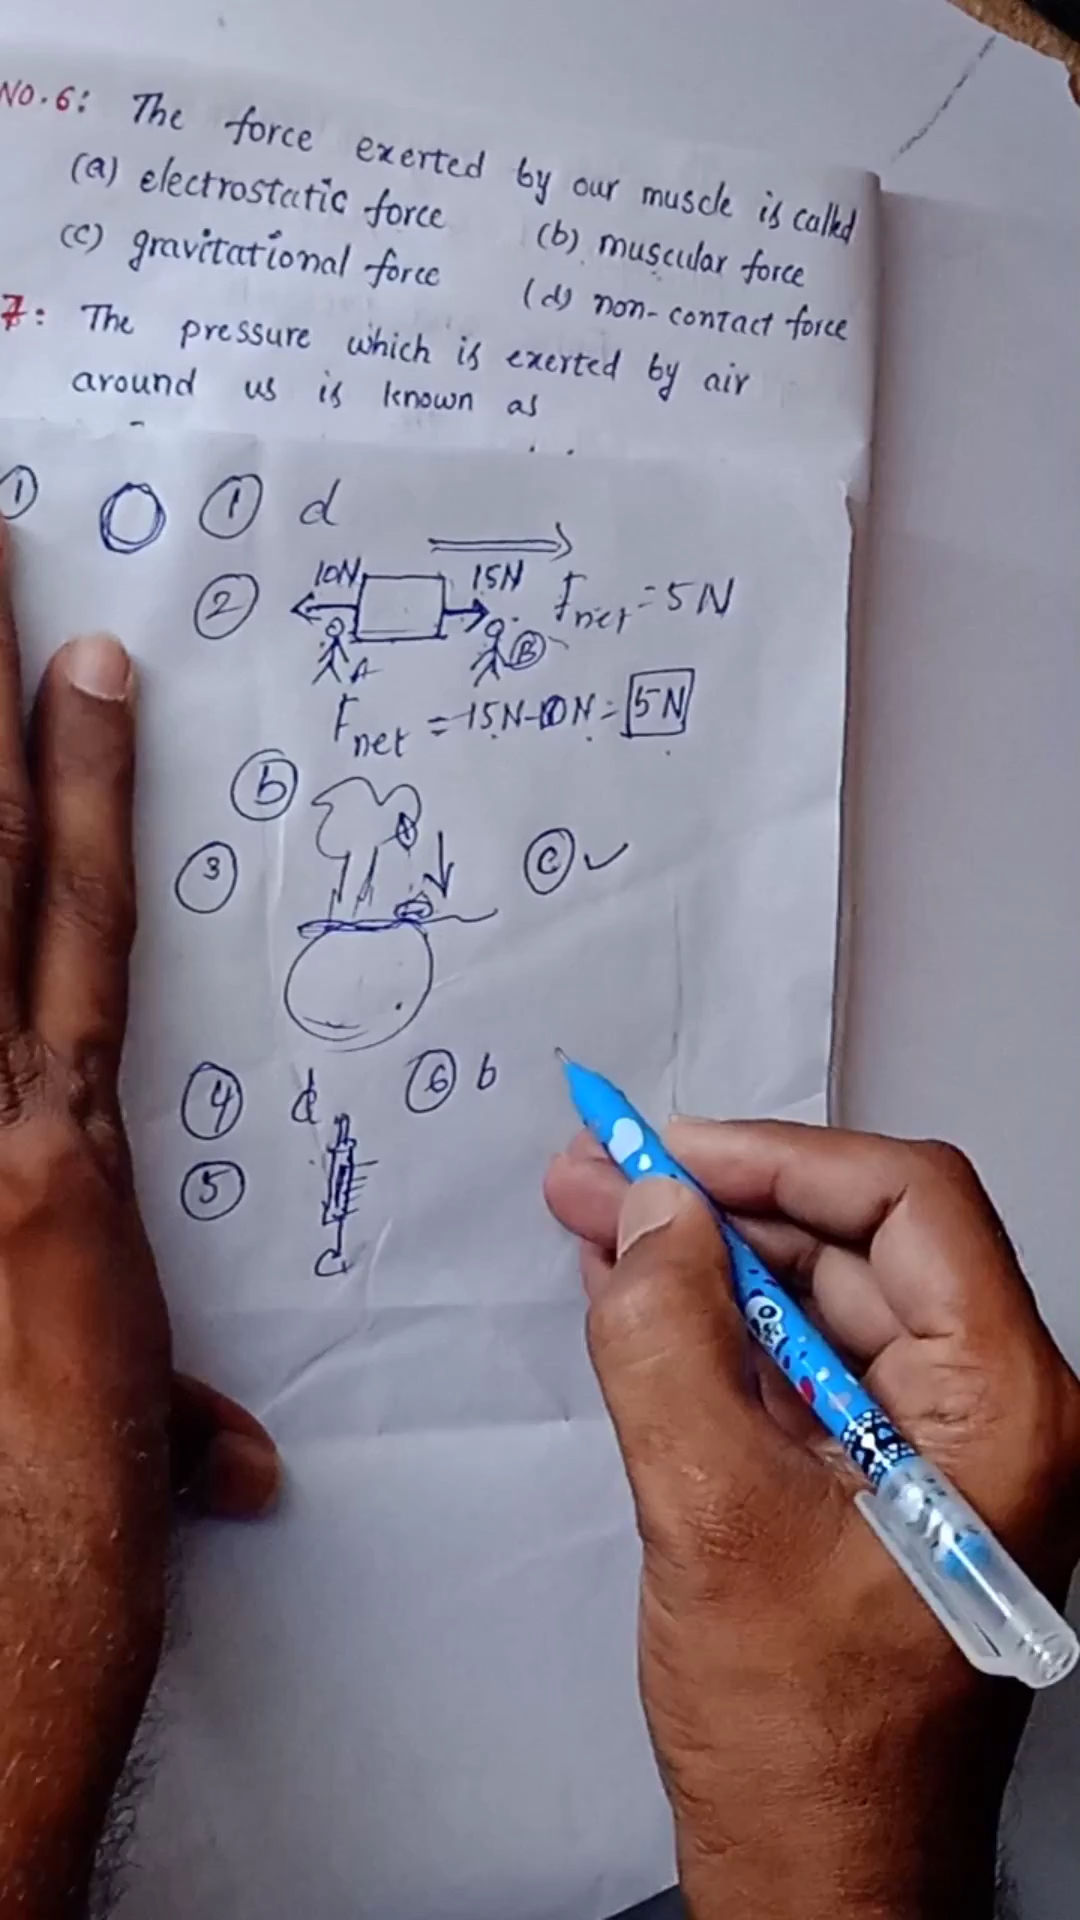 NO.6: The force exerted by our muscle is called
(a) electrostatic force (b) muscular force
(c) gravitational force (d) non-contact force
7: The pressure which is exerted by air
around us is known as
1 1 d
2 10N 15N Fnet = 5N
A B
Fnet = 15N-10N = 5N
b
3 c ✓
4 d 6 b
5